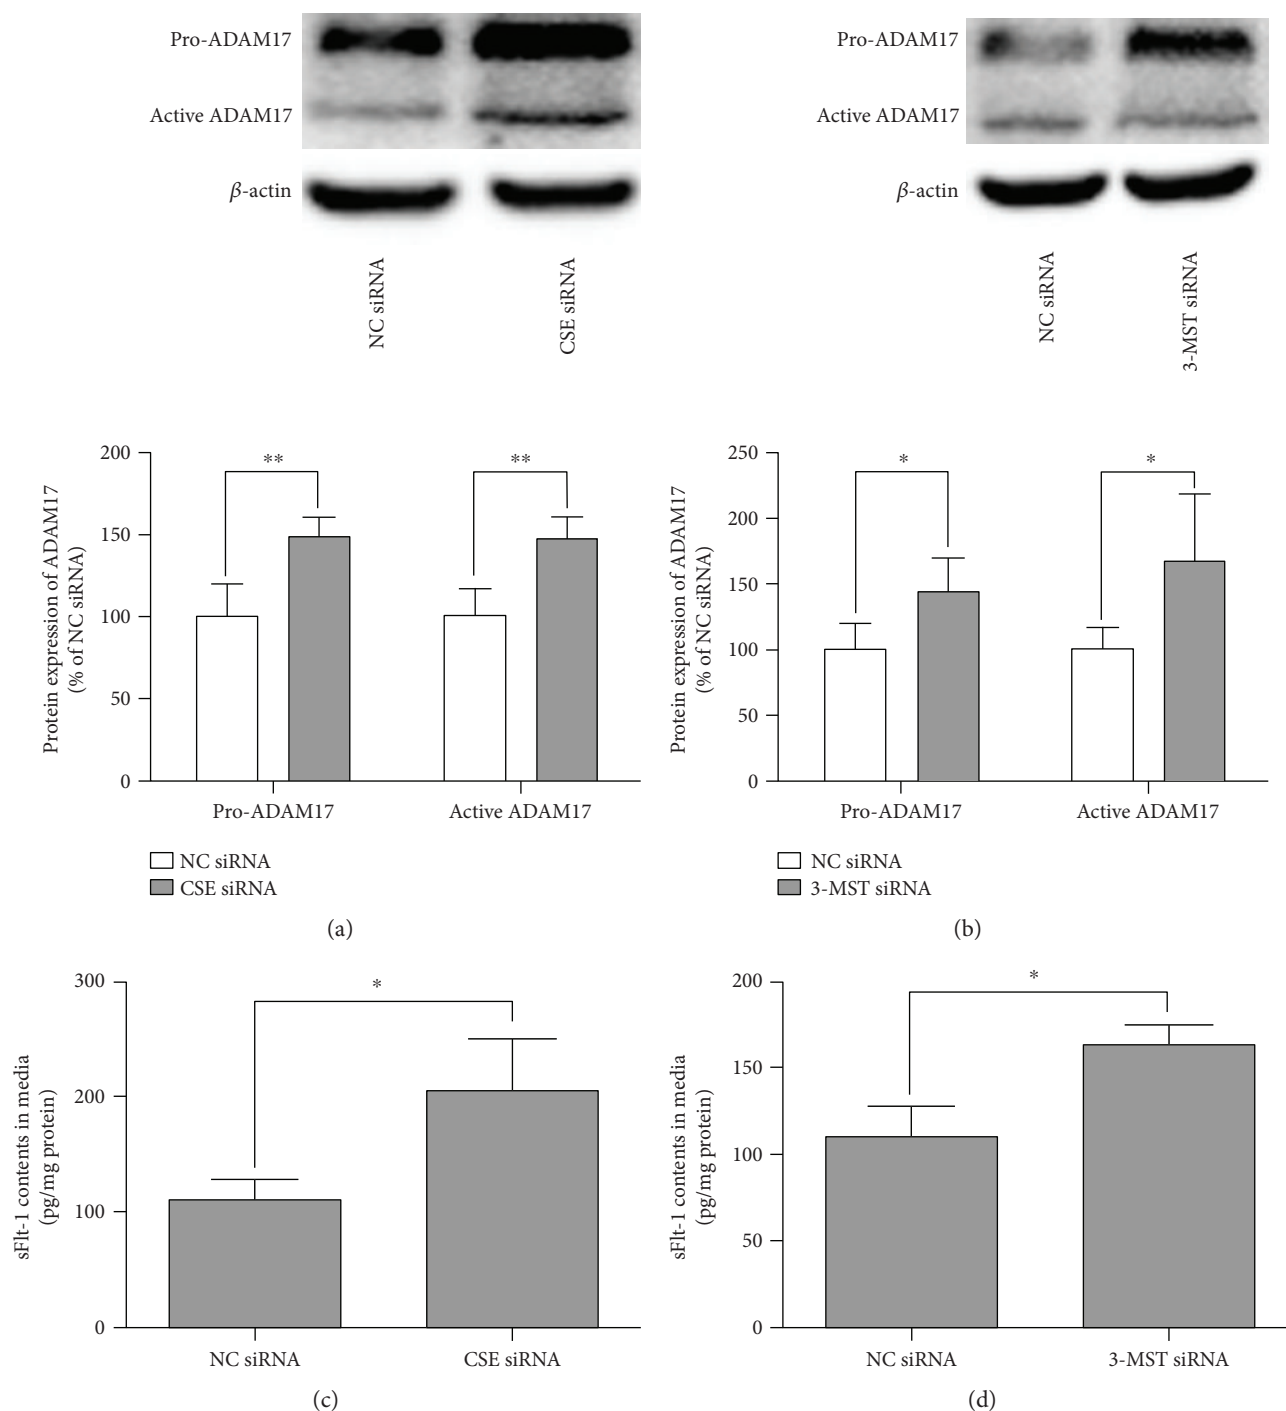 Pro-ADAM17
Active ADAM17
β-actin
NC siRNA
CSE siRNA
Pro-ADAM17
Active ADAM17
β-actin
NC siRNA
3-MST siRNA
Protein expression of ADAM17
(% of NC siRNA)
200
150
100
50
0
**
**
Pro-ADAM17
Active ADAM17
NC siRNA
CSE siRNA
(a)
Protein expression of ADAM17
(% of NC siRNA)
250
200
150
100
50
0
*
*
Pro-ADAM17
Active ADAM17
NC siRNA
3-MST siRNA
(b)
sFlt-1 contents in media
(pg/mg protein)
300
200
100
0
*
NC siRNA
CSE siRNA
(c)
sFlt-1 contents in media
(pg/mg protein)
200
150
100
50
0
*
NC siRNA
3-MST siRNA
(d)